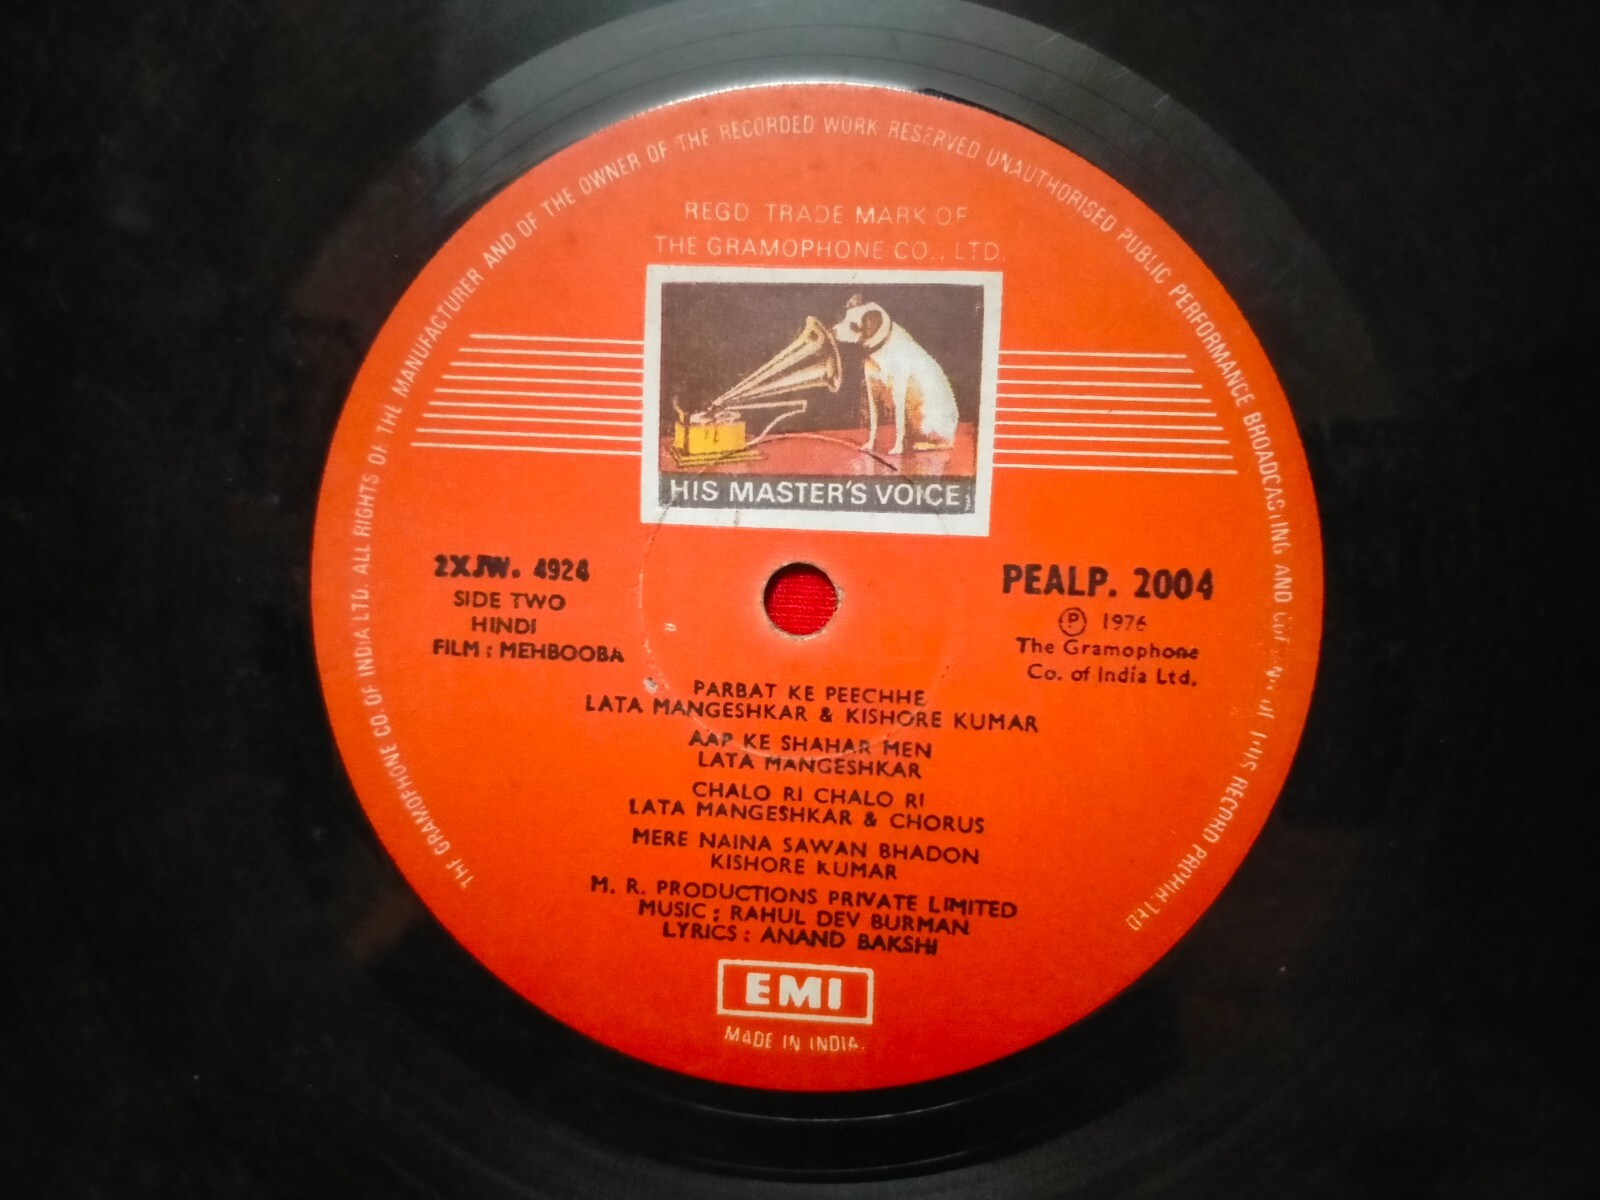 THE GRAMOPHONE CO. OF INDIA LTD. ALL RIGHTS OF THE MANUFACTURER AND OF THE OWNER OF THE RECORDED WORK RESERVED UNAUTHORISED PUBLIC PERFORMANCE BROADCASTING AND COPYING OF THIS RECORD PROHIBITED
REGD. TRADE MARK OF
THE GRAMOPHONE CO., LTD.
HIS MASTER'S VOICE
2XJW. 4924
SIDE TWO
HINDI
FILM : MEHBOOBA
PEALP. 2004
Ⓟ 1976
The Gramophone
Co. of India Ltd.
PARBAT KE PEECHHE
LATA MANGESHKAR & KISHORE KUMAR
AAP KE SHAHAR MEN
LATA MANGESHKAR
CHALO RI CHALO RI
LATA MANGESHKAR & CHORUS
MERE NAINA SAWAN BHADON
KISHORE KUMAR
M. R. PRODUCTIONS PRIVATE LIMITED
MUSIC : RAHUL DEV BURMAN
LYRICS : ANAND BAKSHI
EMI
MADE IN INDIA.